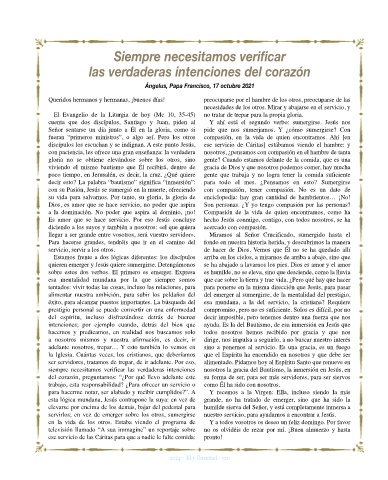 Siempre necesitamos verificar
las verdaderas intenciones del corazón
Ángelus, Papa Francisco, 17 octubre 2021
Queridos hermanos y hermanas, ¡buenos días!
El Evangelio de la Liturgia de hoy (Mc 10, 35-45)
cuenta que dos discípulos, Santiago y Juan, piden al
Señor sentarse un día junto a Él en la gloria, como si
fueran “primeros ministros”, o algo así. Pero los otros
discípulos los escuchan y se indignan. A este punto Jesús,
con paciencia, les ofrece una gran enseñanza: la verdadera
gloria no se obtiene elevándose sobre los otros, sino
viviendo el mismo bautismo que Él recibirá, dentro de
poco tiempo, en Jerusalén, es decir, la cruz. ¿Qué quiere
decir esto? La palabra “bautismo” significa “inmersión”:
con su Pasión, Jesús se sumergió en la muerte, ofreciendo
su vida para salvarnos. Por tanto, su gloria, la gloria de
Dios, es amor que se hace servicio, no poder que aspira
a la dominación. No poder que aspira al dominio, ¡no!
Es amor que se hace servicio. Por eso Jesús concluye
diciendo a los suyos y también a nosotros: «el que quiera
llegar a ser grande entre vosotros, será vuestro servidor».
Para hacerse grandes, tendréis que ir en el camino del
servicio, servir a los otros.
Estamos frente a dos lógicas diferentes: los discípulos
quieren emerger y Jesús quiere sumergirse. Detengámonos
sobre estos dos verbos. El primero es emerger. Expresa
esa mentalidad mundana por la que siempre somos
tentados: vivir todas las cosas, incluso las relaciones, para
alimentar nuestra ambición, para subir los peldaños del
éxito, para alcanzar puestos importantes. La búsqueda del
prestigio personal se puede convertir en una enfermedad
del espíritu, incluso disfrazándose detrás de buenas
intenciones; por ejemplo cuando, detrás del bien que
hacemos y predicamos, en realidad nos buscamos solo
a nosotros mismos y nuestra afirmación, es decir, ir
adelante nosotros, trepar… Y esto también lo vemos en
la Iglesia. Cuántas veces, los cristianos, que deberíamos
ser servidores, tratamos de trepar, de ir adelante. Por eso,
siempre necesitamos verificar las verdaderas intenciones
del corazón, preguntarnos: “¿Por qué llevo adelante este
trabajo, esta responsabilidad? ¿Para ofrecer un servicio o
para hacerme notar, ser alabado y recibir cumplidos?”. A
esta lógica mundana, Jesús contrapone la suya: en vez de
elevarse por encima de los demás, bajar del pedestal para
servirlos; en vez de emerger sobre los otros, sumergirse
en la vida de los otros. Estaba viendo el programa de
televisión llamado “A sua immagine” un reportaje sobre
ese servicio de las Cáritas para que a nadie le falte comida:
preocuparse por el hambre de los otros, preocuparse de las
necesidades de los otros. Mirar y abajarse en el servicio, y
no tratar de trepar para la propia gloria.
Y ahí está el segundo verbo: sumergirse. Jesús nos
pide que nos sumerjamos. Y ¿cómo sumergirse? Con
compasión, en la vida de quien encontramos. Ahí [en
ese servicio de Cáritas] estábamos viendo el hambre: y
nosotros, ¿pensamos con compasión en el hambre de tanta
gente? Cuando estamos delante de la comida, que es una
gracia de Dios y que nosotros podemos comer, hay mucha
gente que trabaja y no logra tener la comida suficiente
para todo el mes. ¿Pensamos en esto? Sumergirse
con compasión, tener compasión. No es un dato de
enciclopedia: hay gran cantidad de hambrientos… ¡No!
Son personas. ¿Y yo tengo compasión por las personas?
Compasión de la vida de quien encontramos, como ha
hecho Jesús conmigo, contigo, con todos nosotros, se ha
acercado con compasión.
Miramos al Señor Crucificado, sumergido hasta el
fondo en nuestra historia herida, y descubrimos la manera
de hacer de Dios. Vemos que Él no se ha quedado allí
arriba en los cielos, a mirarnos de arriba a abajo, sino que
se ha abajado a lavarnos los pies. Dios es amor y el amor
es humilde, no se eleva, sino que desciende, como la lluvia
que cae sobre la tierra y trae vida. ¿Pero qué hay que hacer
para ponerse en la misma dirección que Jesús, para pasar
del emerger al sumergirse, de la mentalidad del prestigio,
esa mundana, a la del servicio, la cristiana? Requiere
compromiso, pero no es suficiente. Solos es difícil, por no
decir imposible, pero tenemos dentro una fuerza que nos
ayuda. Es la del Bautismo, de esa inmersión en Jesús que
todos nosotros hemos recibido por gracia y que nos
dirige, nos impulsa a seguirlo, a no buscar nuestro interés
sino a ponernos al servicio. Es una gracia, es un fuego
que el Espíritu ha encendido en nosotros y que debe ser
alimentado. Pidamos hoy al Espíritu Santo que renueve en
nosotros la gracia del Bautismo, la inmersión en Jesús, en
su forma de ser, para ser más servidores, para ser siervos
como Él ha sido con nosotros.
Y recemos a la Virgen: Ella, incluso siendo la más
grande, no ha tratado de emerger, sino que ha sido la
humilde sierva del Señor, y está completamente inmersa a
nuestro servicio, para ayudarnos a encontrar a Jesús.
Y a todos vosotros os deseo un feliz domingo. Por favor
no os olvidéis de rezar por mí. ¡Buen almuerzo y hasta
pronto!